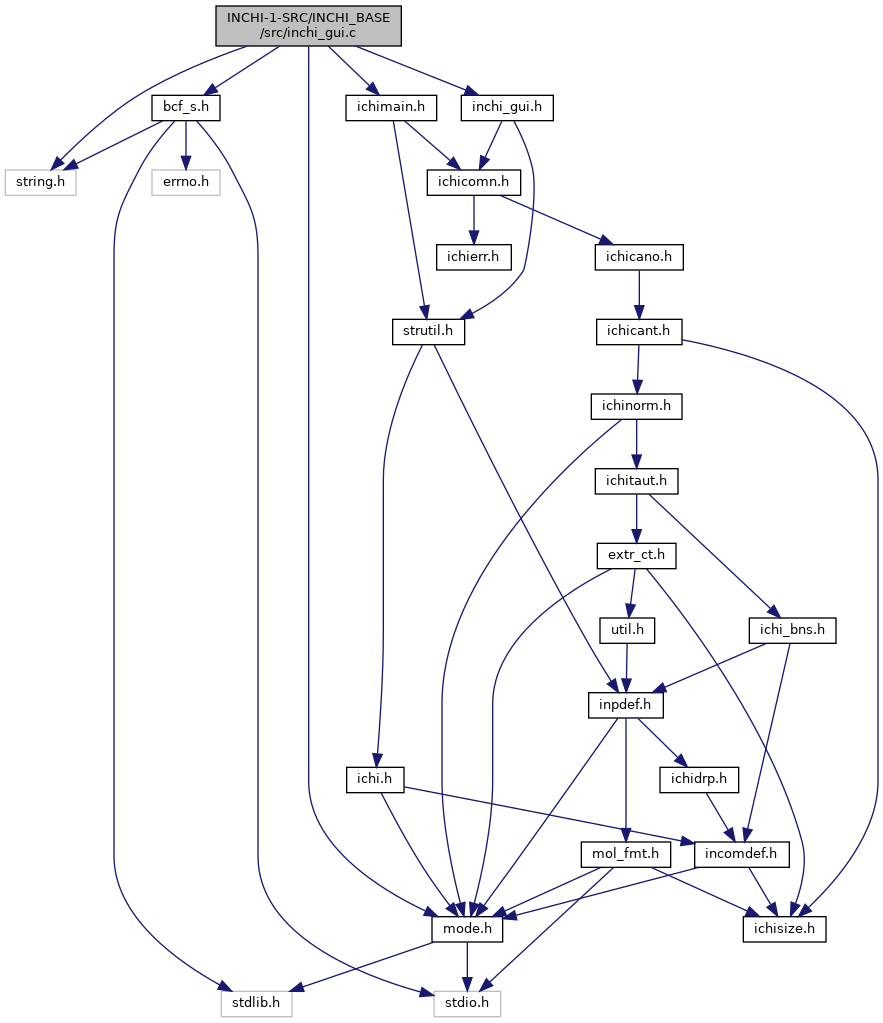 INCHI-1-SRC/INCHI_BASE
/src/inchi_gui.c
bcf_s.h
ichimain.h
inchi_gui.h
string.h
errno.h
ichicomn.h
ichierr.h
ichicano.h
strutil.h
ichicant.h
ichinorm.h
ichitaut.h
extr_ct.h
util.h
ichi_bns.h
inpdef.h
ichi.h
ichidrp.h
mol_fmt.h
incomdef.h
mode.h
ichisize.h
stdlib.h
stdio.h